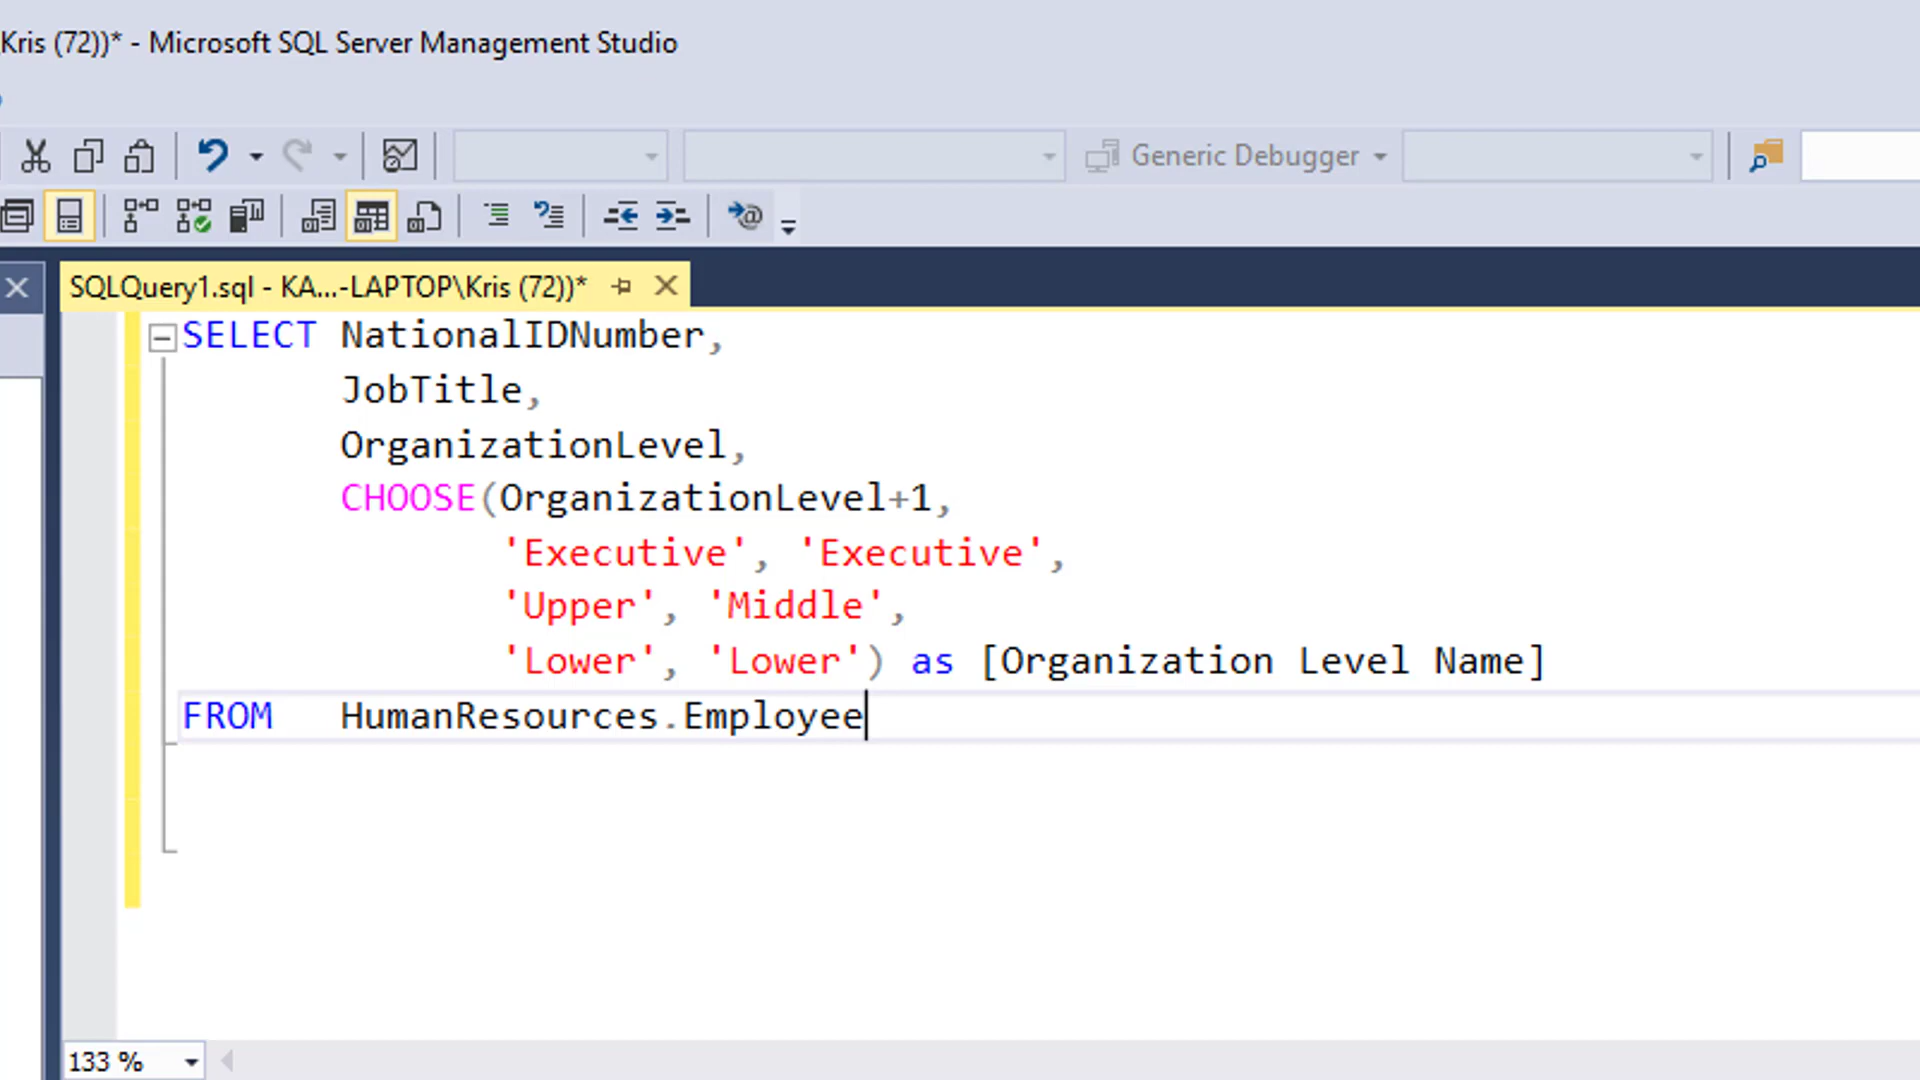 Kris (72))* - Microsoft SQL Server Management Studio
Generic Debugger
SQLQuery1.sql - KA...-LAPTOP\Kris (72))*
SELECT NationalIDNumber,
JobTitle,
OrganizationLevel,
CHOOSE(OrganizationLevel+1,
'Executive', 'Executive',
'Upper', 'Middle',
'Lower', 'Lower') as [Organization Level Name]
FROM HumanResources.Employee
133 %